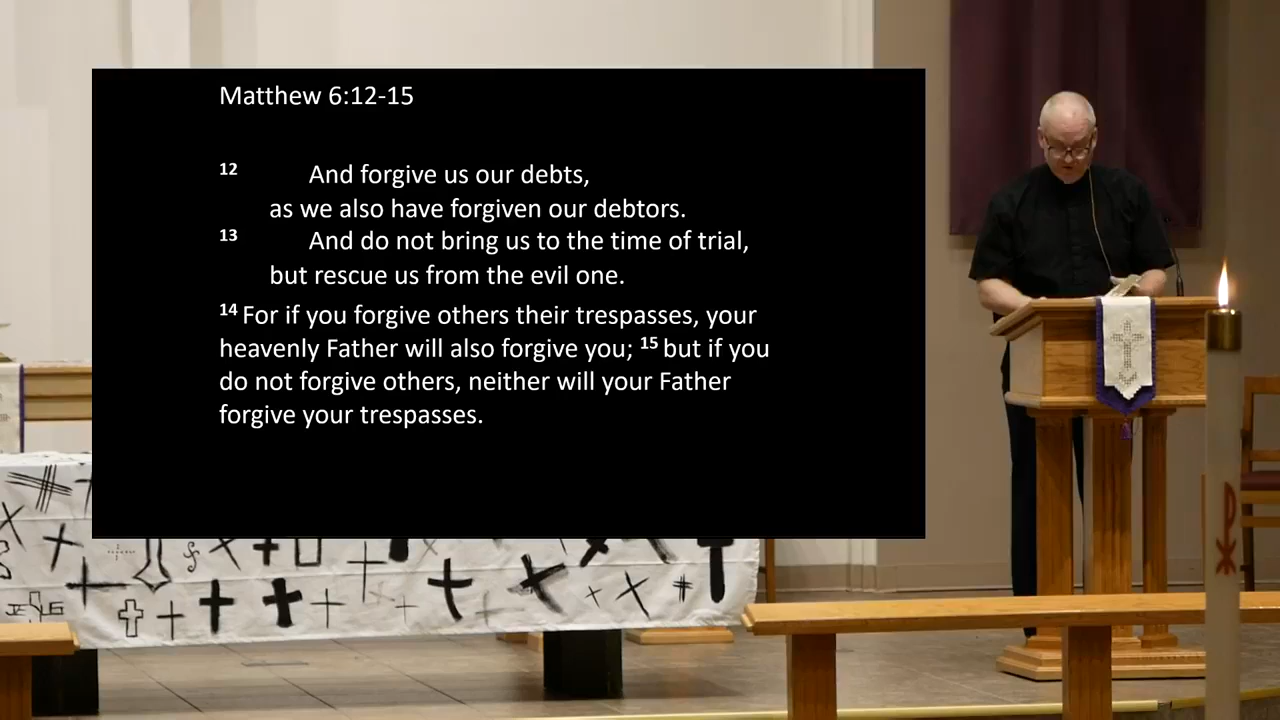 Matthew 6:12-15
12 And forgive us our debts,
as we also have forgiven our debtors.
13 And do not bring us to the time of trial,
but rescue us from the evil one.
14 For if you forgive others their trespasses, your
heavenly Father will also forgive you; 15 but if you
do not forgive others, neither will your Father
forgive your trespasses.